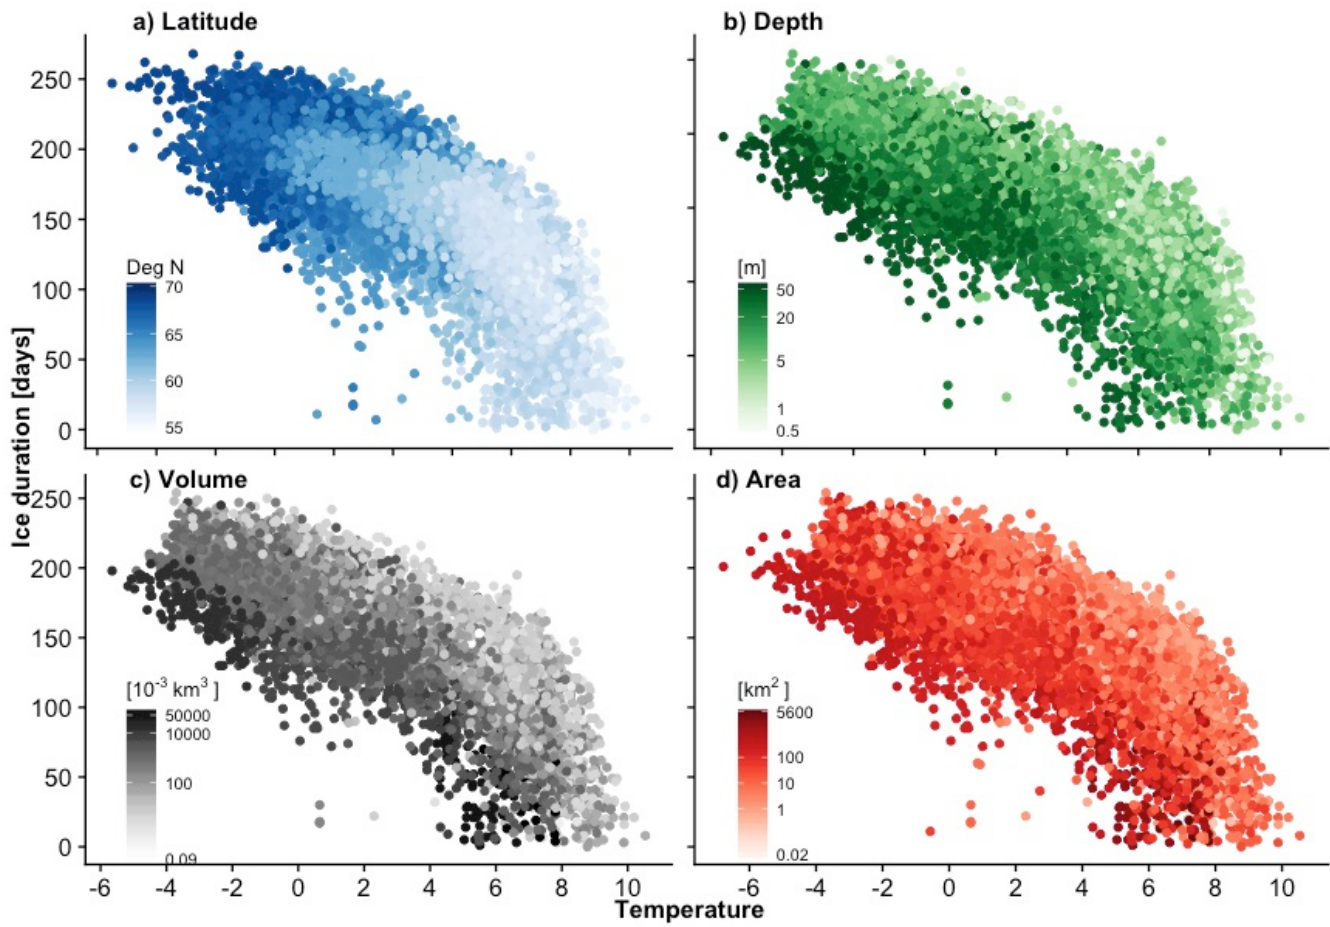 a) Latitude
b) Depth
250
200
150
100
50
0
Deg N
70
65
60
55
[m]
50
20
5
1
0.5
Ice duration [days]
c) Volume
d) Area
250
200
150
100
50
0
[10⁻³ km³ ]
50000
10000
100
0.09
[km² ]
5600
100
10
1
0.02
-6 -4 -2 0 2 4 6 8 10
-6 -4 -2 0 2 4 6 8 10
Temperature